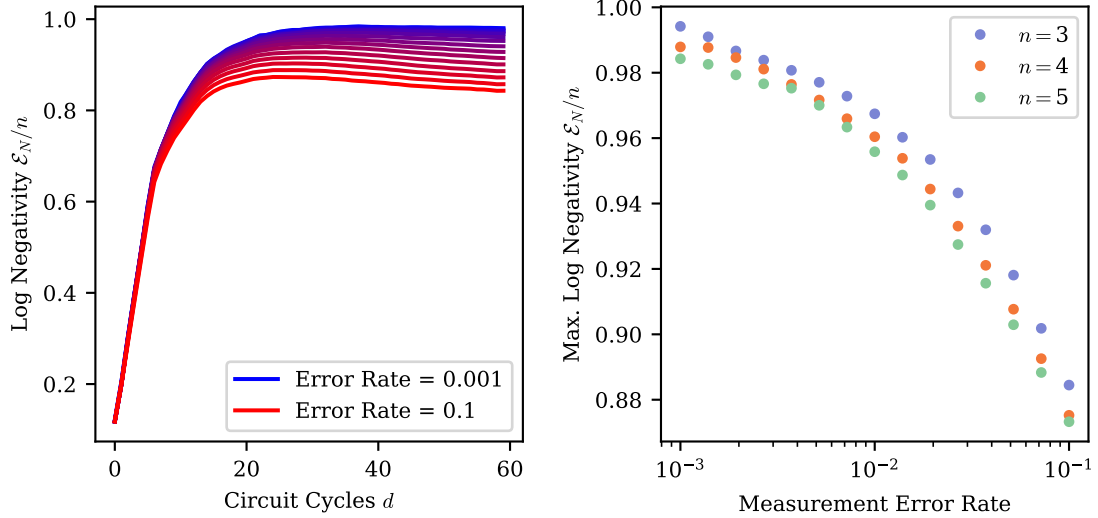 Log Negativity ℰ_N/n
1.0
0.8
0.6
0.4
0.2
0
20
40
60
Circuit Cycles d
Error Rate = 0.001
Error Rate = 0.1
Max. Log Negativity ℰ_N/n
1.00
0.98
0.96
0.94
0.92
0.90
0.88
10⁻³
10⁻²
10⁻¹
Measurement Error Rate
n = 3
n = 4
n = 5